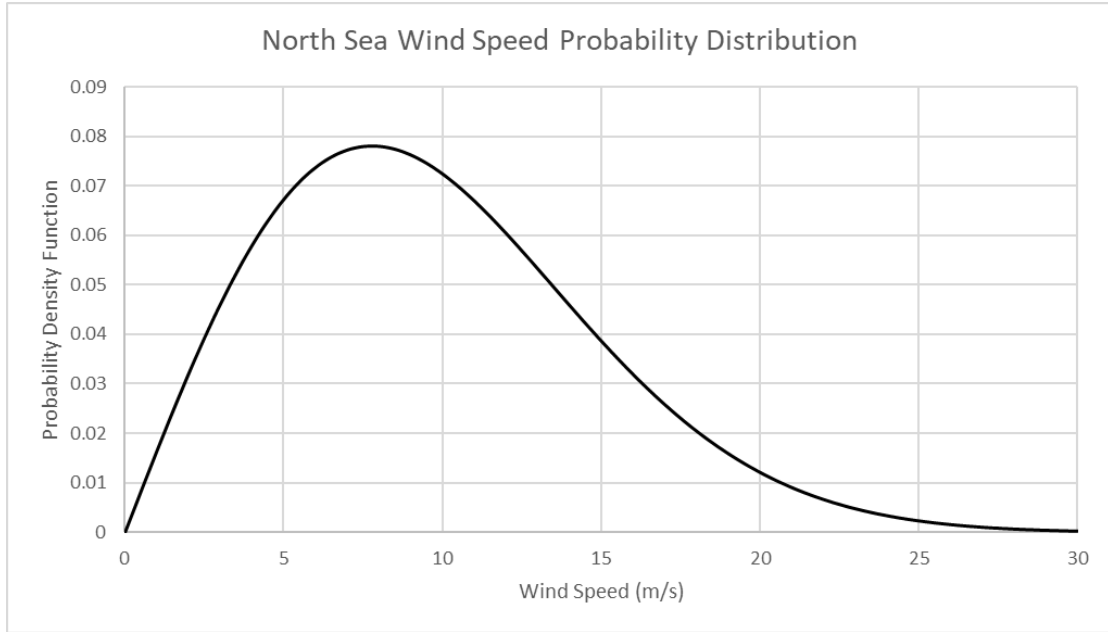 North Sea Wind Speed Probability Distribution
0.09
0.08
0.07
0.06
0.05
0.04
0.03
0.02
0.01
0
Probability Density Function
0 5 10 15 20 25 30
Wind Speed (m/s)